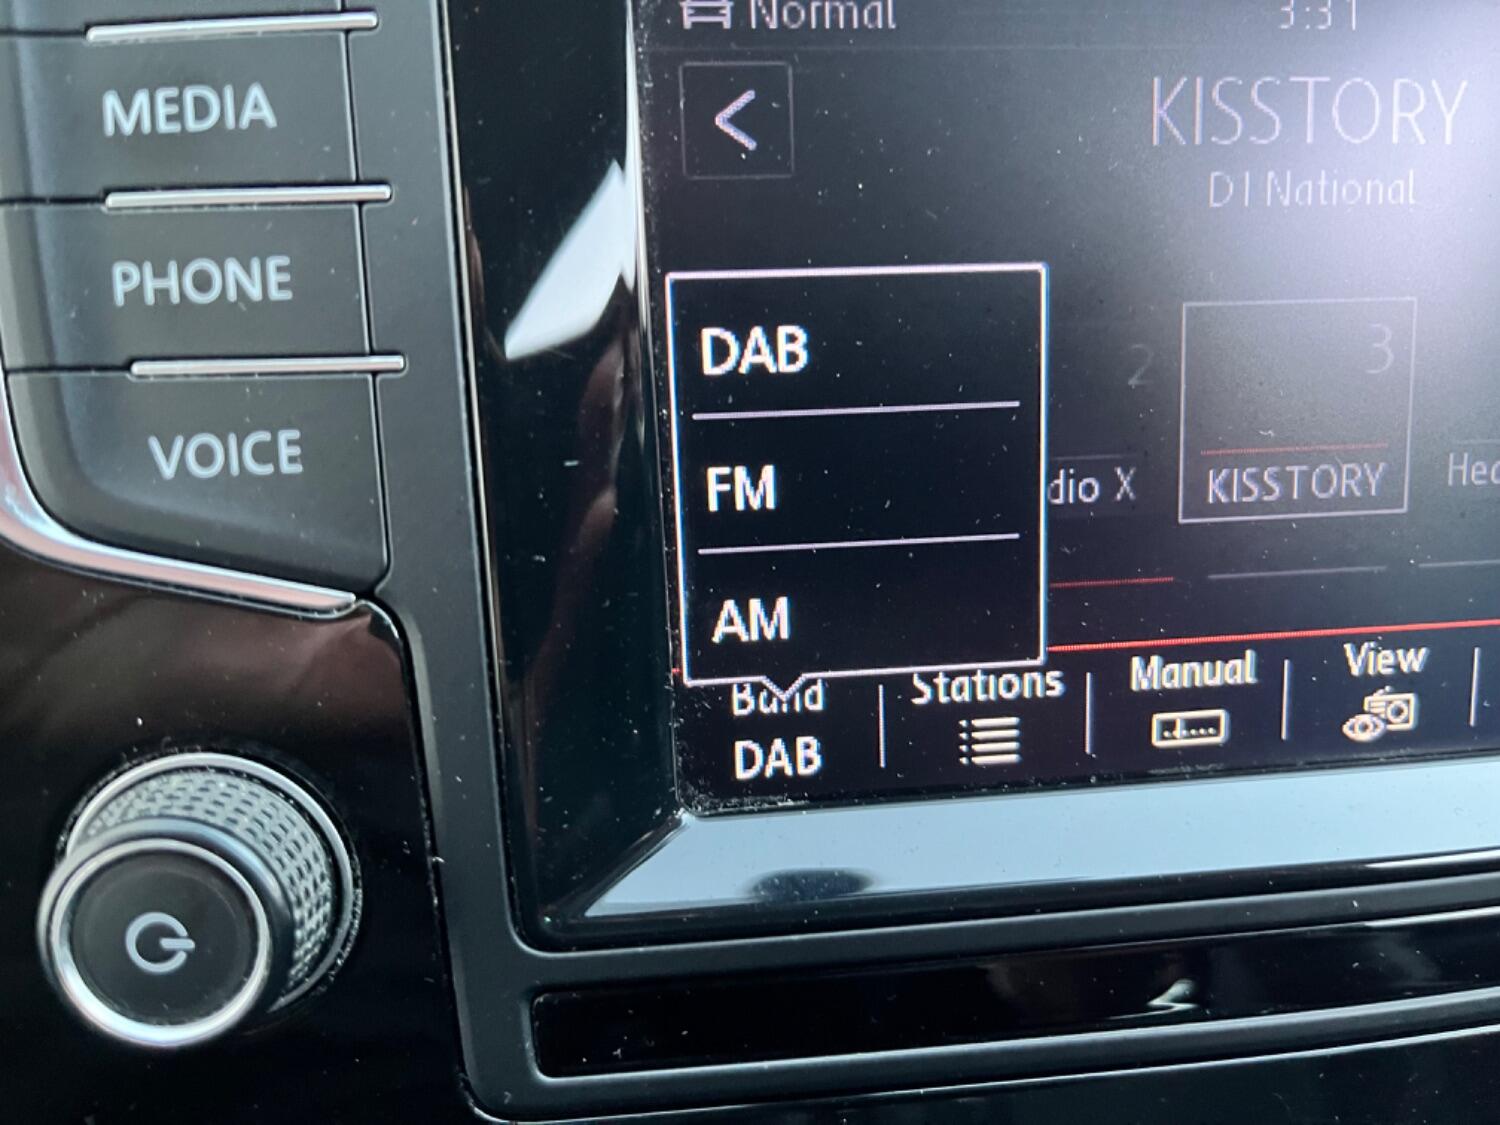 MEDIA
PHONE
VOICE
Normal
3:31
<
KISSTORY
D1 National
DAB
FM
AM
2
dio X
3
KISSTORY
Hea
Band
DAB
Stations
Manual
View